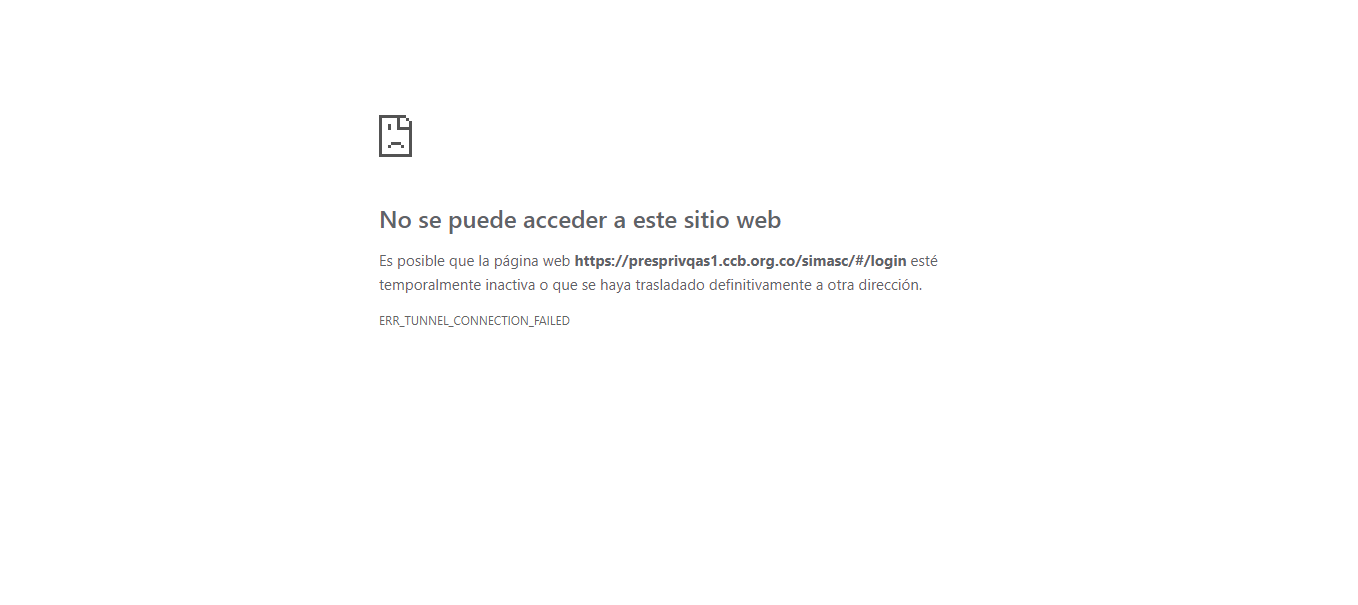 No se puede acceder a este sitio web
Es posible que la página web https://presprivqas1.ccb.org.co/simasc/#/login esté
temporalmente inactiva o que se haya trasladado definitivamente a otra dirección.
ERR_TUNNEL_CONNECTION_FAILED